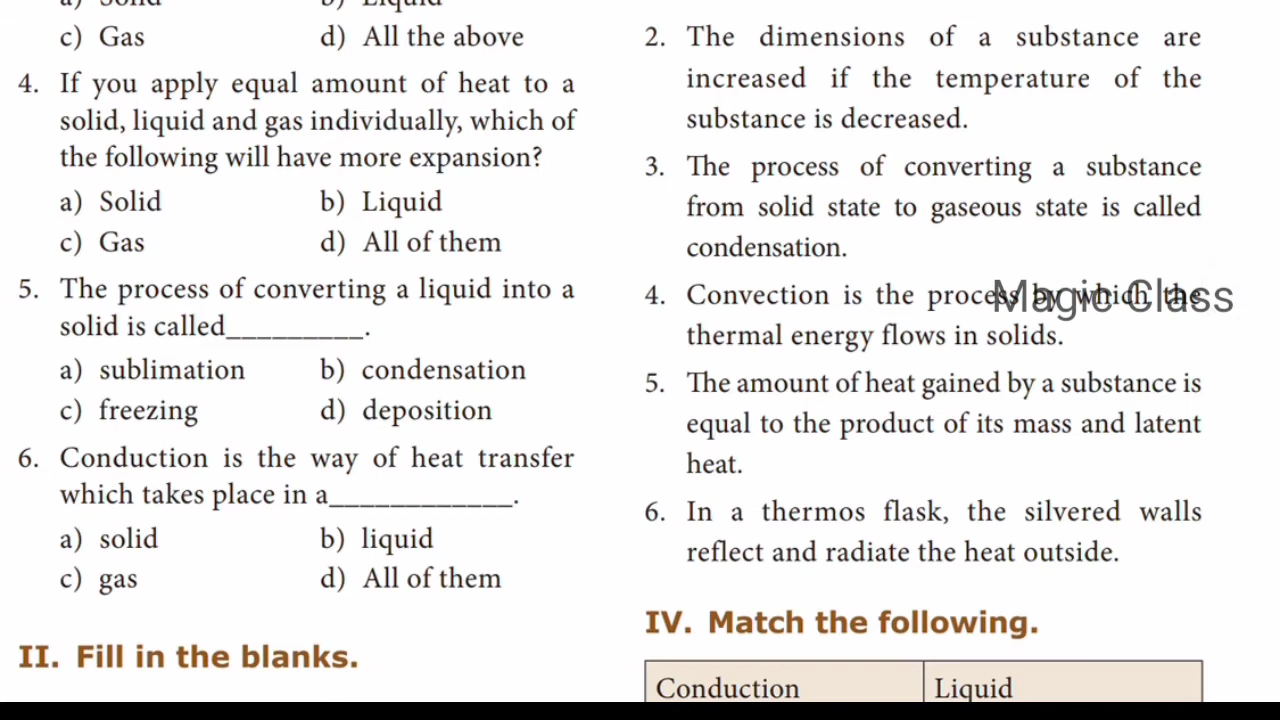 a) Solid b) Liquid
c) Gas d) All the above
4. If you apply equal amount of heat to a
solid, liquid and gas individually, which of
the following will have more expansion?
a) Solid b) Liquid
c) Gas d) All of them
5. The process of converting a liquid into a
solid is called_________.
a) sublimation b) condensation
c) freezing d) deposition
6. Conduction is the way of heat transfer
which takes place in a____________.
a) solid b) liquid
c) gas d) All of them
II. Fill in the blanks.
2. The dimensions of a substance are
increased if the temperature of the
substance is decreased.
3. The process of converting a substance
from solid state to gaseous state is called
condensation.
4. Convection is the process by which the
Magic Class
thermal energy flows in solids.
5. The amount of heat gained by a substance is
equal to the product of its mass and latent
heat.
6. In a thermos flask, the silvered walls
reflect and radiate the heat outside.
IV. Match the following.
Conduction Liquid